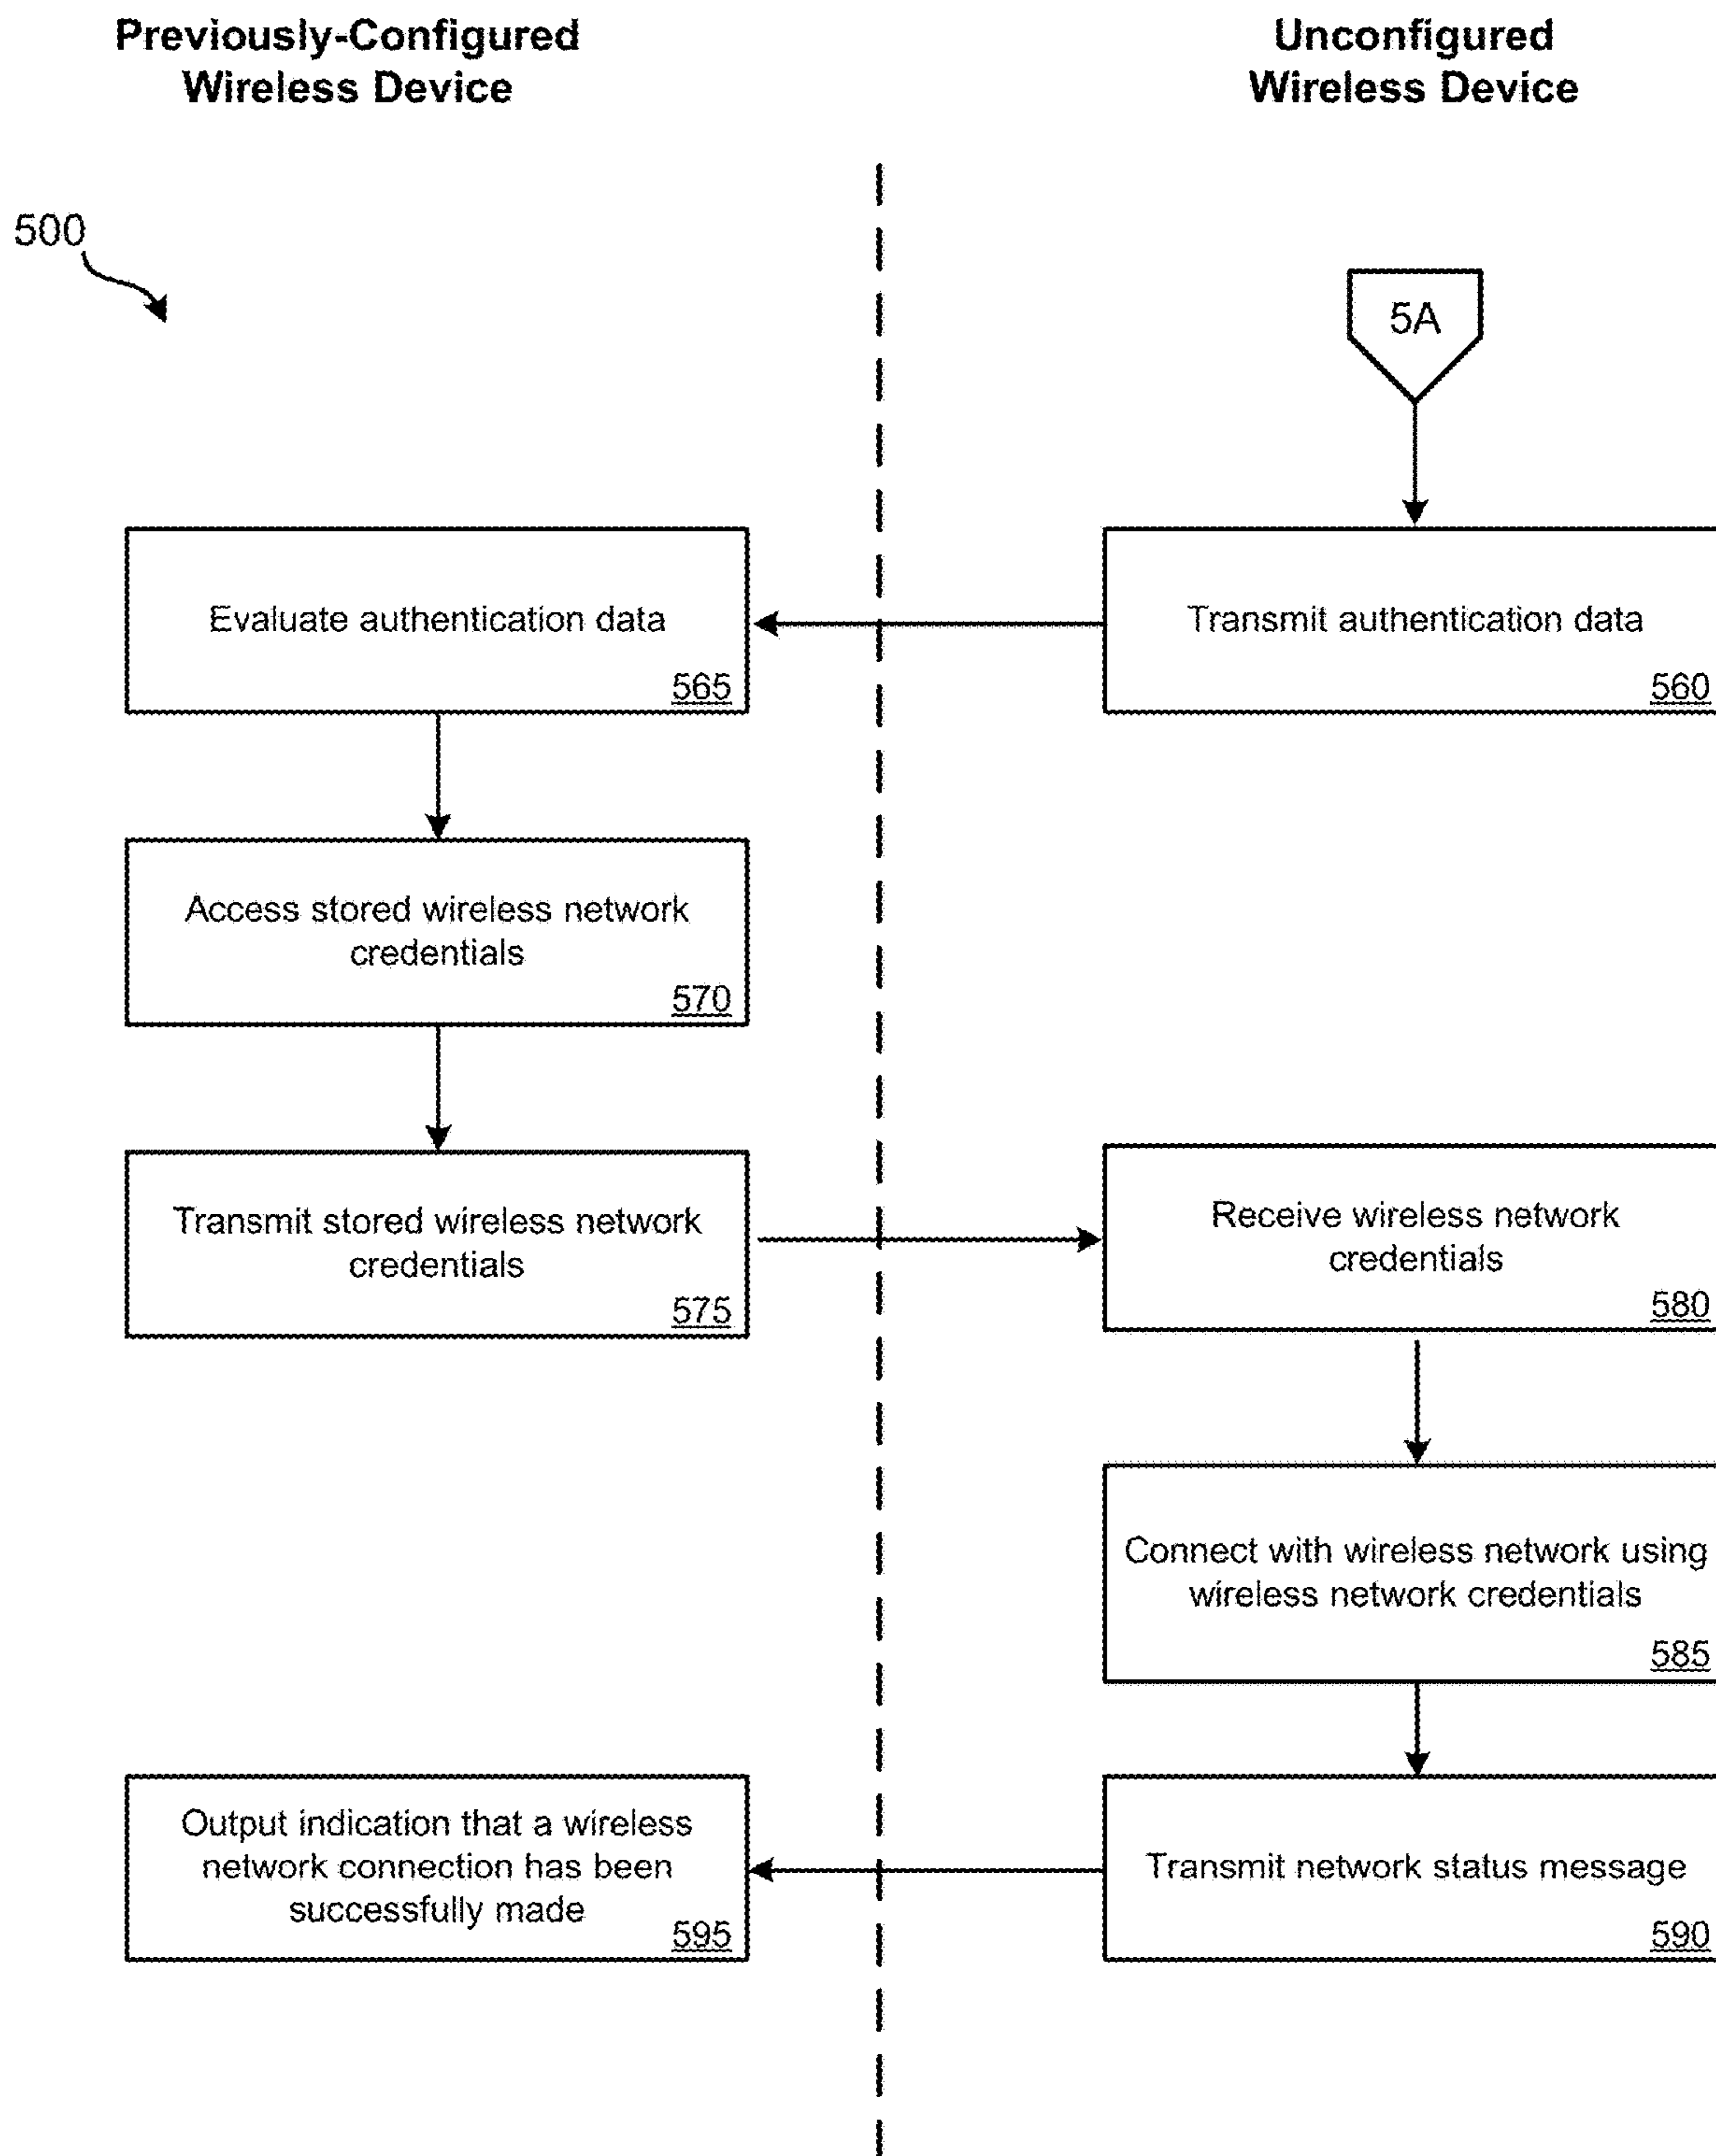 Previously-Configured
Wireless Device
Unconfigured
Wireless Device
500
5A
Evaluate authentication data
565
Transmit authentication data
560
Access stored wireless network
credentials
570
Transmit stored wireless network
credentials
575
Receive wireless network
credentials
580
Connect with wireless network using
wireless network credentials
585
Output indication that a wireless
network connection has been
successfully made
595
Transmit network status message
590